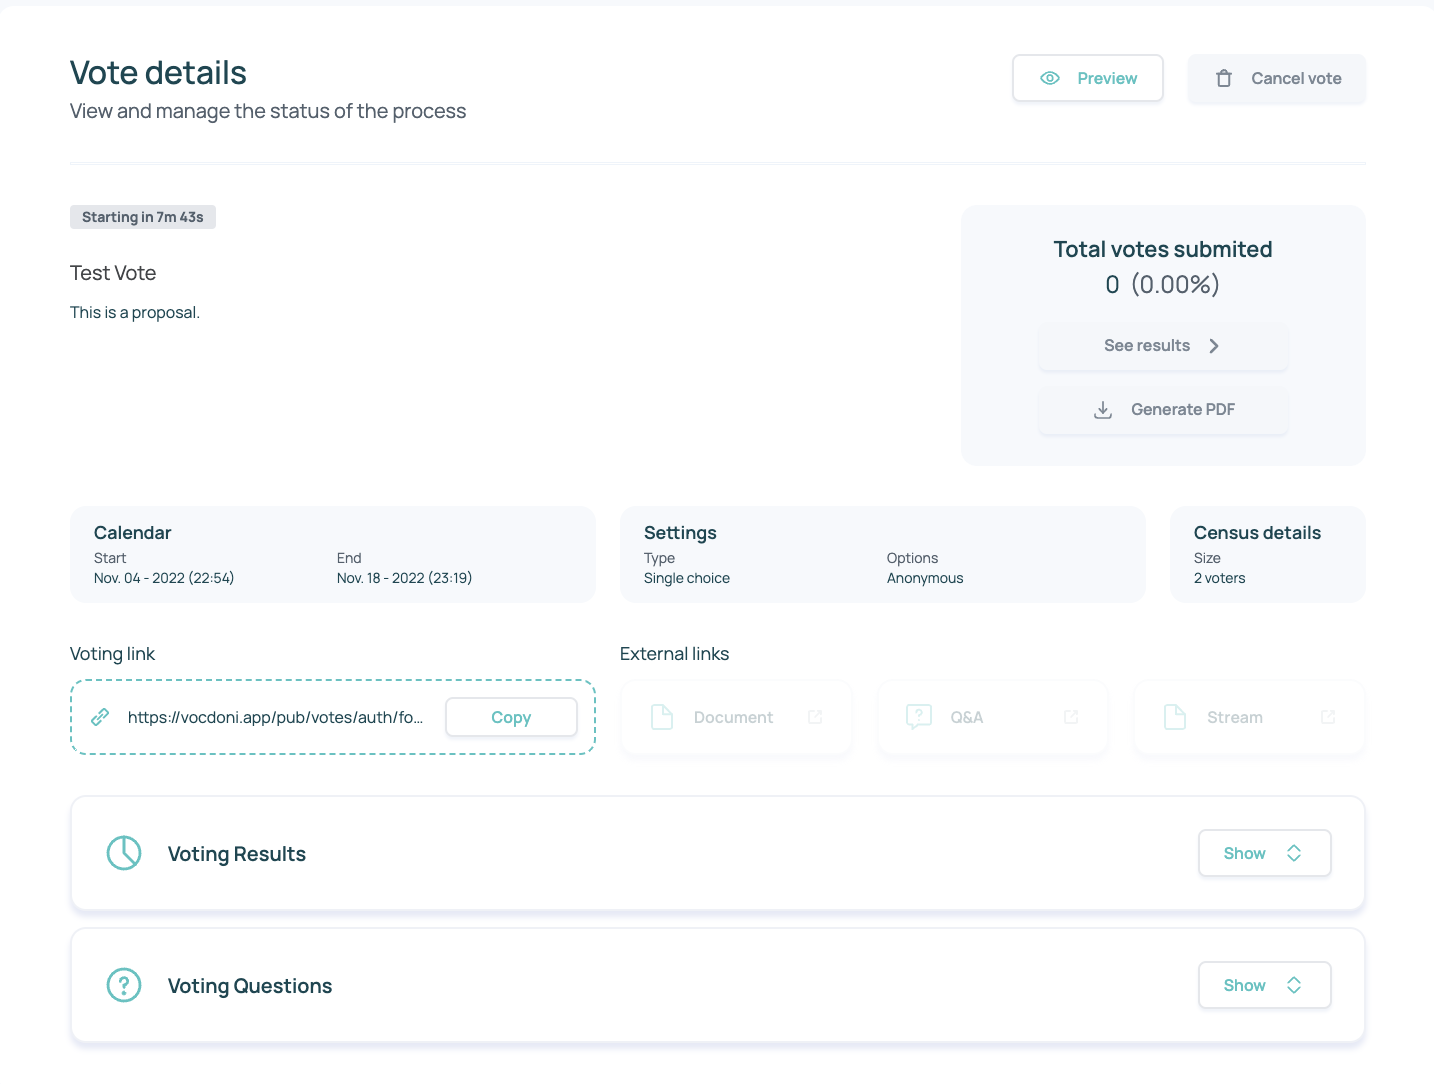 Vote details
View and manage the status of the process
Preview
Cancel vote
Starting in 7m 43s
Test Vote
This is a proposal.
Total votes submited
0 (0.00%)
See results
Generate PDF
Calendar
Start
Nov. 04 - 2022 (22:54)
End
Nov. 18 - 2022 (23:19)
Settings
Type
Single choice
Options
Anonymous
Census details
Size
2 voters
Voting link
https://vocdoni.app/pub/votes/auth/fo...
Copy
External links
Document
Q&A
Stream
Voting Results
Show
Voting Questions
Show